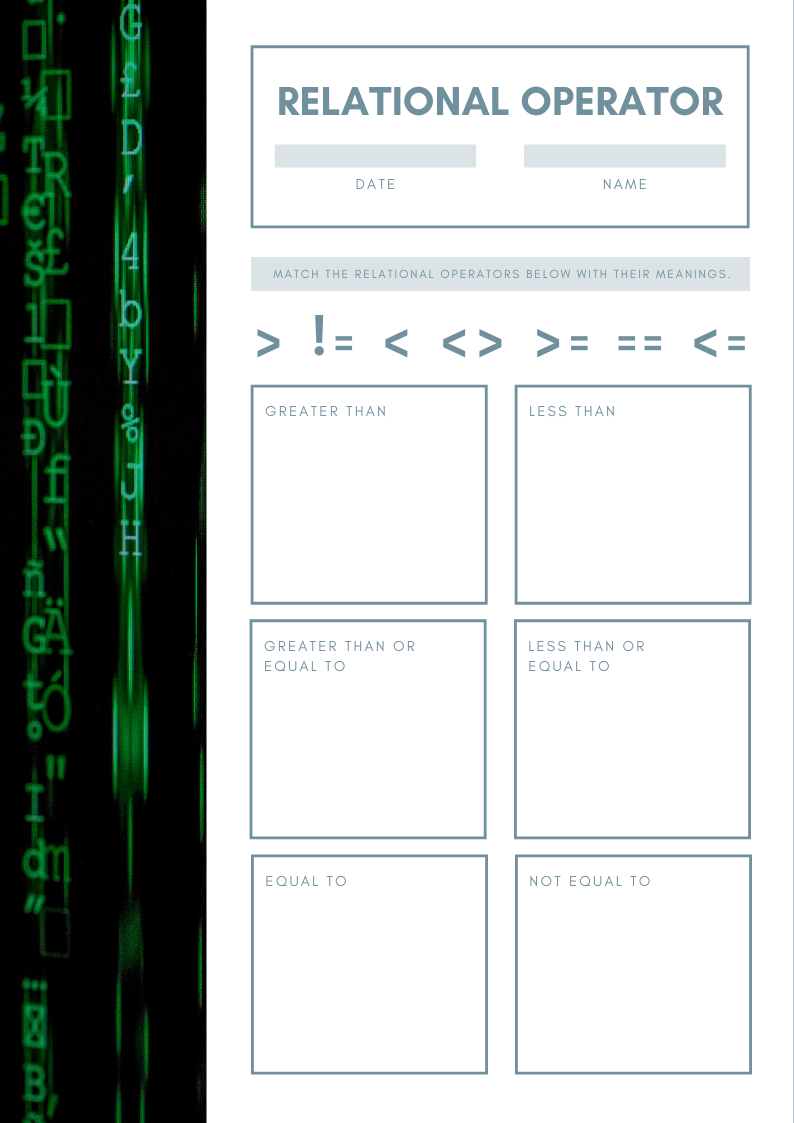 RELATIONAL OPERATOR
DATE NAME
MATCH THE RELATIONAL OPERATORS BELOW WITH THEIR MEANINGS.
> != < <> >= == <=
GREATER THAN
LESS THAN
GREATER THAN OR
EQUAL TO
LESS THAN OR
EQUAL TO
EQUAL TO
NOT EQUAL TO
G
£
D
4
b
Y
%
J
H